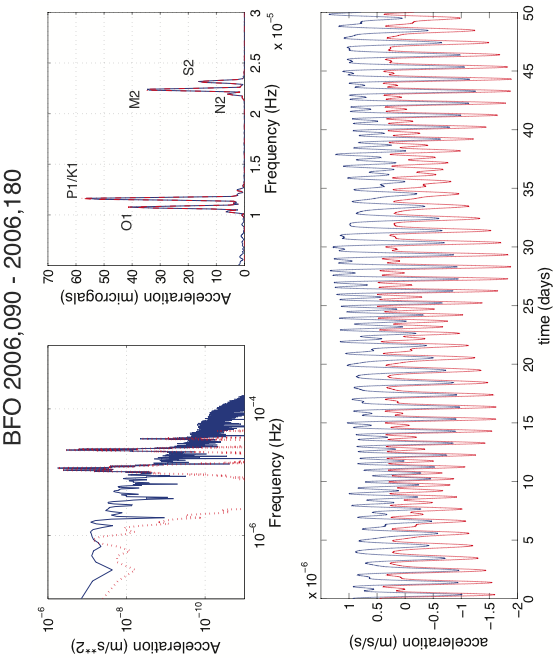 BFO 2006,090 - 2006,180
Acceleration (m/s**2)
10⁻⁶
10⁻⁸
10⁻¹⁰
10⁻⁶
10⁻⁴
Frequency (Hz)
Acceleration (microgals)
70
60
50
40
30
20
10
0
O1
P1/K1
N2
M2
S2
1
1.5
2
2.5
3
x 10⁻⁵
Frequency (Hz)
x 10⁻⁶
acceleration (m/s/s)
1
0.5
0
−0.5
−1
−1.5
−2
0
5
10
15
20
25
30
35
40
45
50
time (days)